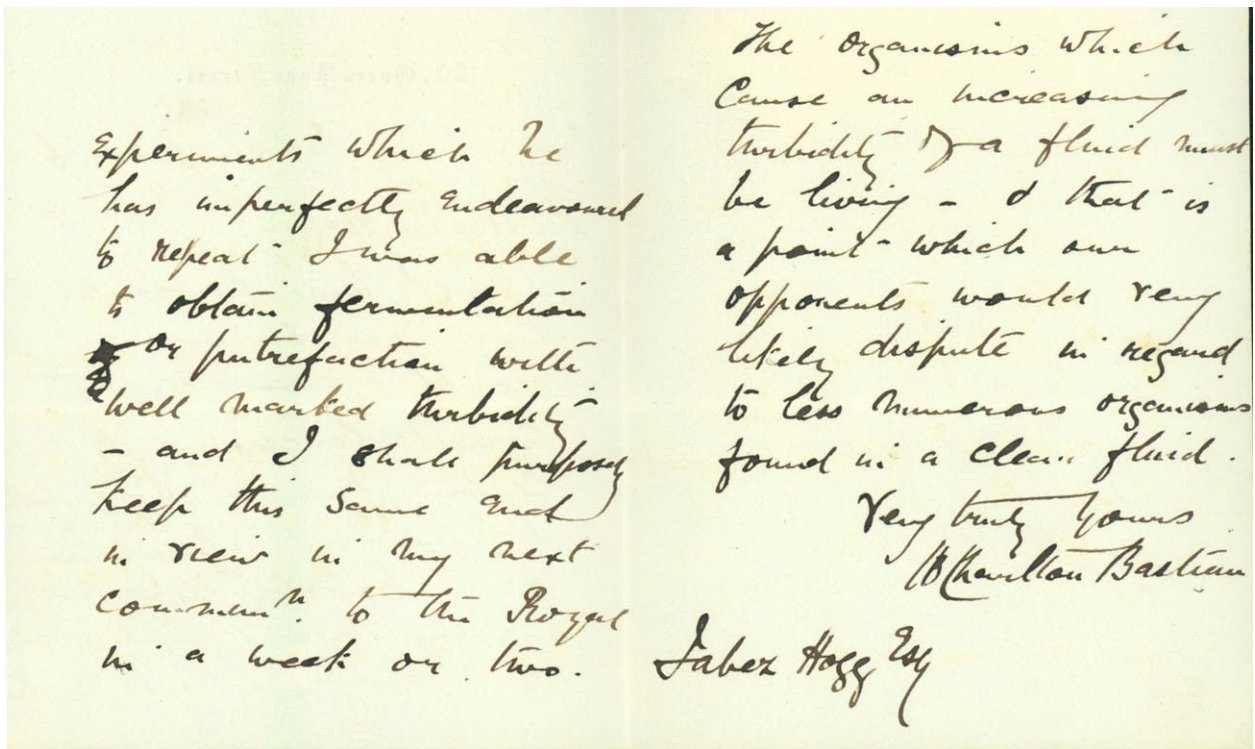 Experiments which he
has imperfectly endeavoured
to repeat I was able
to obtain fermentation
or putrefaction with
well marked turbidity
- and I shall purposely
keep this same end
in view in my next
commun.n to the Royal
in a week or two.
The organisms which
cause an increasing
turbidity of a fluid must
be living - & that is
a point which our
opponents would very
likely dispute in regard
to less numerous organisms
found in a clear fluid.
Very truly yours
H Charlton Bastian
Jabez Hogg Esq